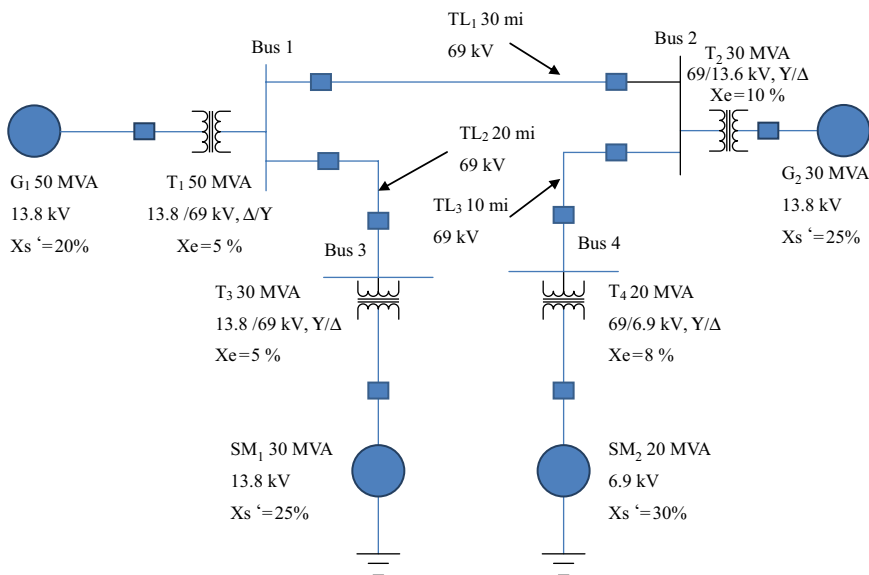 TL₁ 30 mi
69 kV
Bus 1
Bus 2
T₂ 30 MVA
69/13.6 kV, Y/Δ
Xe=10 %
TL₂ 20 mi
69 kV
G₁ 50 MVA
13.8 kV
Xs ‘=20%
T₁ 50 MVA
13.8 /69 kV, Δ/Y
Xe=5 %
TL₃ 10 mi
69 kV
G₂ 30 MVA
13.8 kV
Xs ‘=25%
Bus 3
Bus 4
T₃ 30 MVA
13.8 /69 kV, Y/Δ
Xe=5 %
T₄ 20 MVA
69/6.9 kV, Y/Δ
Xe=8 %
SM₁ 30 MVA
13.8 kV
Xs ‘=25%
SM₂ 20 MVA
6.9 kV
Xs ‘=30%